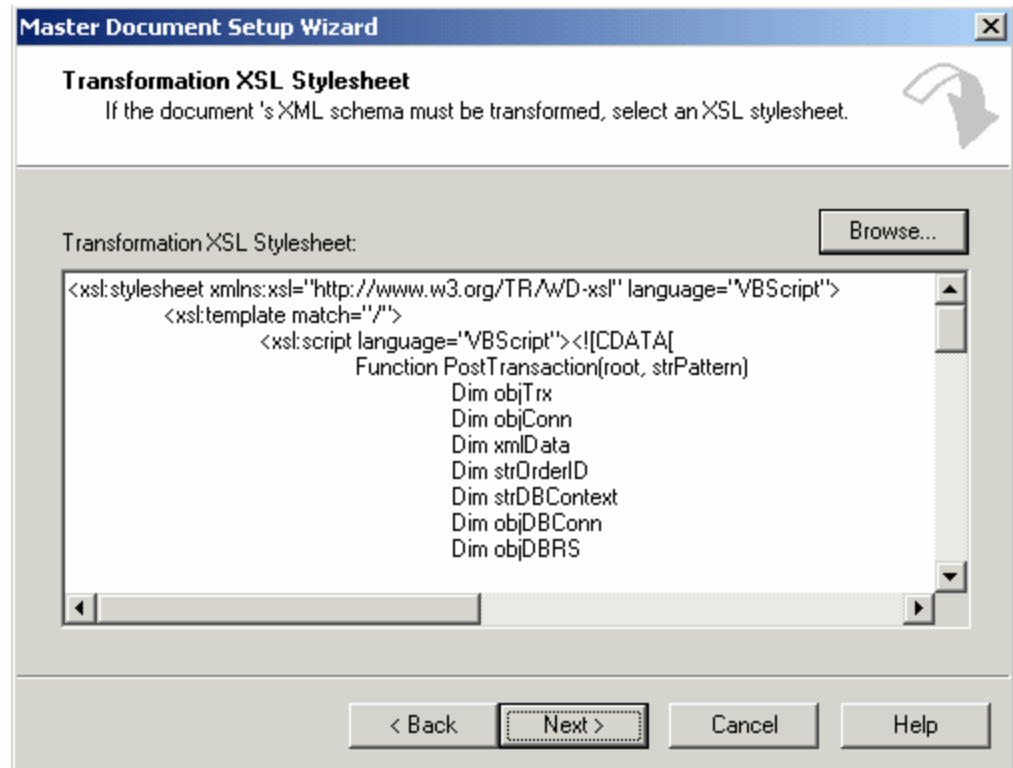 Master Document Setup Wizard
Transformation XSL Stylesheet
If the document 's XML schema must be transformed, select an XSL stylesheet.
Browse...
Transformation XSL Stylesheet:
<xsl:stylesheet xmlns:xsl="http://www.w3.org/TR/WD-xsl" language="VBScript">
<xsl:template match="/">
<xsl:script language="VBScript"><![CDATA[
Function PostTransaction(root, strPattern)
Dim objTrx
Dim objConn
Dim xmlData
Dim strOrderID
Dim strDBContext
Dim objDBConn
Dim objDBRS
< Back Next > Cancel Help